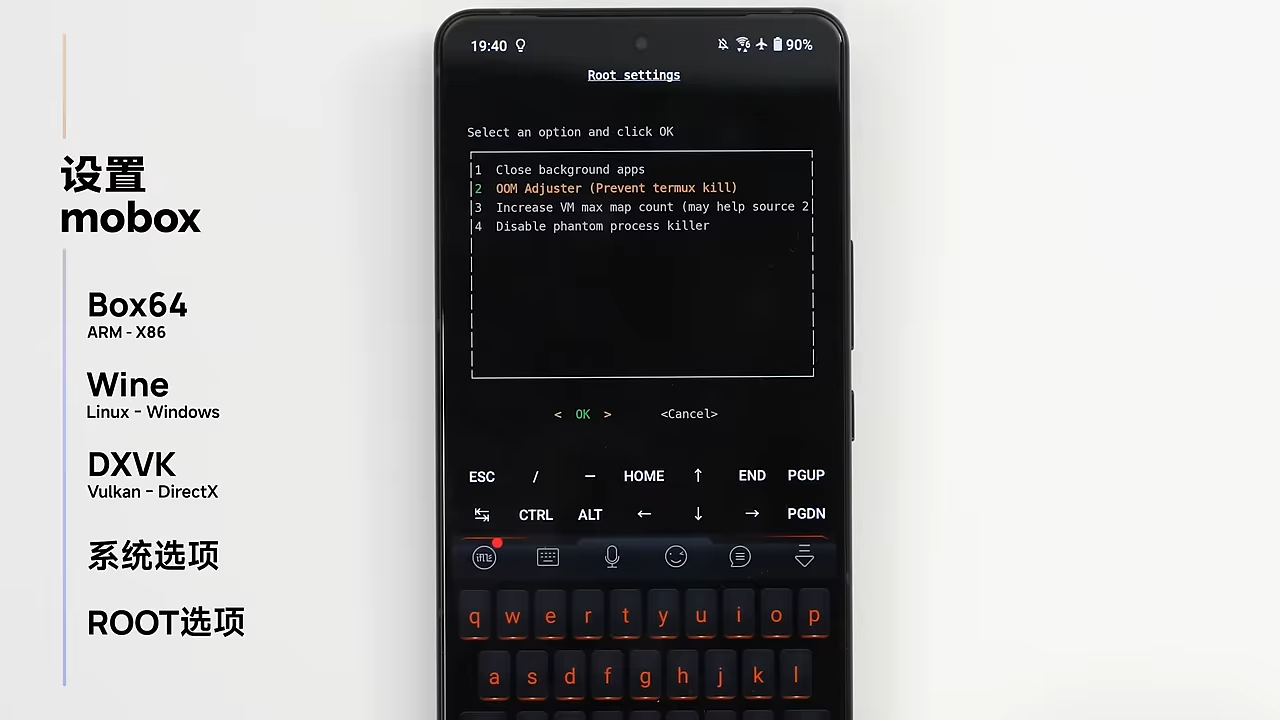 设置
mobox
Box64
ARM - X86
Wine
Linux - Windows
DXVK
Vulkan - DirectX
系统选项
ROOT选项
19:40
6
90%
Root settings
Select an option and click OK
1 Close background apps
2 OOM Adjuster (Prevent termux kill)
3 Increase VM max map count (may help source 2
4 Disable phantom process killer
< OK > <Cancel>
ESC / — HOME ↑ END PGUP
↹ CTRL ALT ← ↓ → PGDN
q w e r t y u i o p
a s d f g h j k l